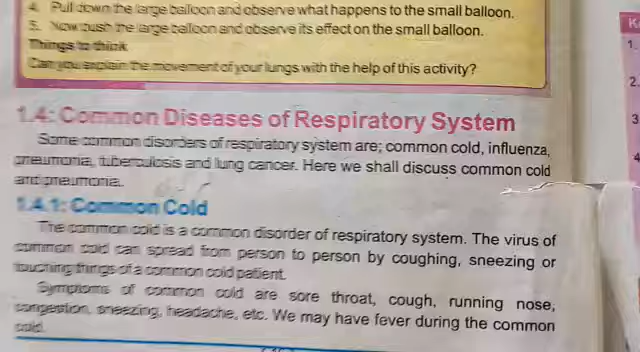 4. Pull down the large balloon and observe what happens to the small balloon.
5. Now push the large balloon and observe its effect on the small balloon.
Things to think
Can you explain the movement of your lungs with the help of this activity?
1.4: Common Diseases of Respiratory System
Some common disorders of respiratory system are; common cold, influenza,
pneumonia, tuberculosis and lung cancer. Here we shall discuss common cold
and pneumonia.
1.4.1: Common Cold
The common cold is a common disorder of respiratory system. The virus of
common cold can spread from person to person by coughing, sneezing or
touching things of a common cold patient.
Symptoms of common cold are sore throat, cough, running nose,
congestion, sneezing, headache, etc. We may have fever during the common
cold.
K
1.
2.
3
4